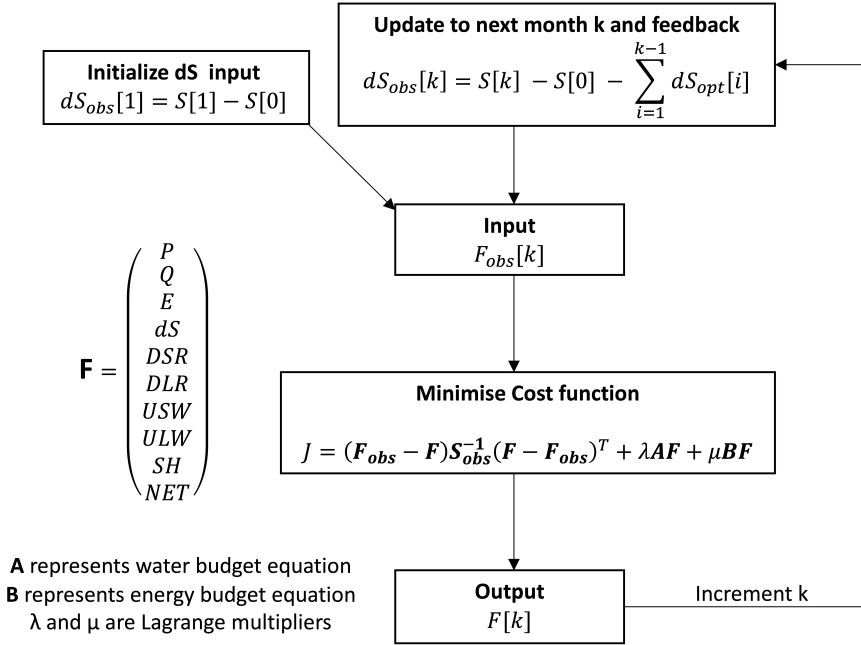 Update to next month k and feedback
dS_obs[k] = S[k] − S[0] − ∑_{i=1}^{k−1} dS_opt[i]
Initialize dS input
dS_obs[1] = S[1] − S[0]
Input
F_obs[k]
F =
P
Q
E
dS
DSR
DLR
USW
ULW
SH
NET
Minimise Cost function
J = (F_obs − F)S_obs^{−1}(F − F_obs)^T + λAF + μBF
A represents water budget equation
B represents energy budget equation
λ and μ are Lagrange multipliers
Output
F[k]
Increment k